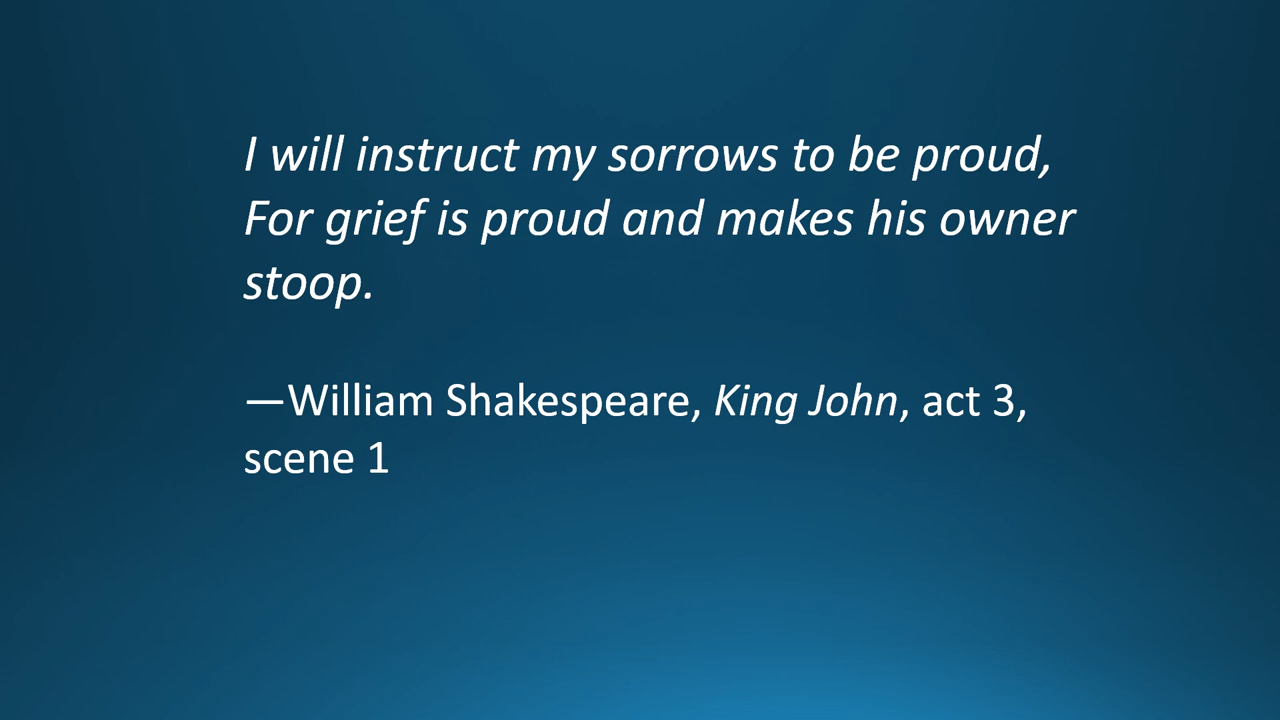 I will instruct my sorrows to be proud,
For grief is proud and makes his owner
stoop.
—William Shakespeare, King John, act 3,
scene 1